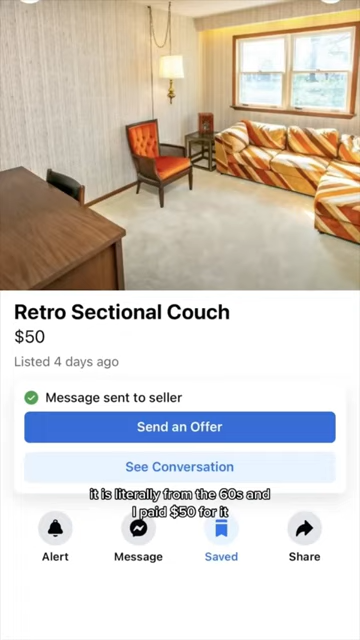 Retro Sectional Couch
$50
Listed 4 days ago
Message sent to seller
Send an Offer
See Conversation
it is literally from the 60s and
I paid $50 for it
Alert
Message
Saved
Share